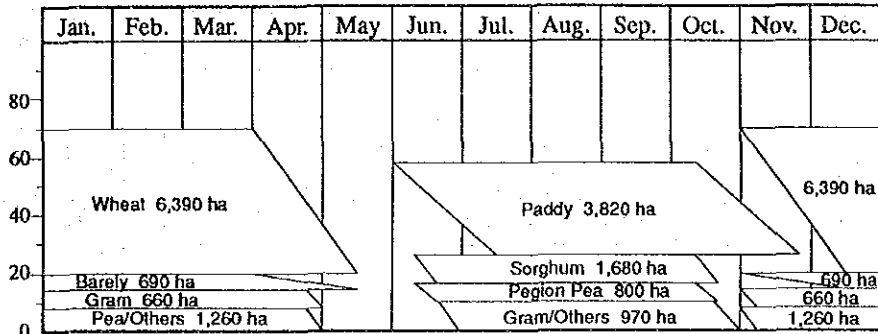 Jan. Feb. Mar. Apr. May Jun. Jul. Aug. Sep. Oct. Nov. Dec.
80
60
Wheat 6,390 ha
Paddy 3,820 ha
6,390 ha
40
20
Sorghum 1,680 ha
Barely 690 ha
690 ha
Gram 660 ha
Pegion Pea 800 ha
660 ha
Pea/Others 1,260 ha
Gram/Others 970 ha
1,260 ha
0